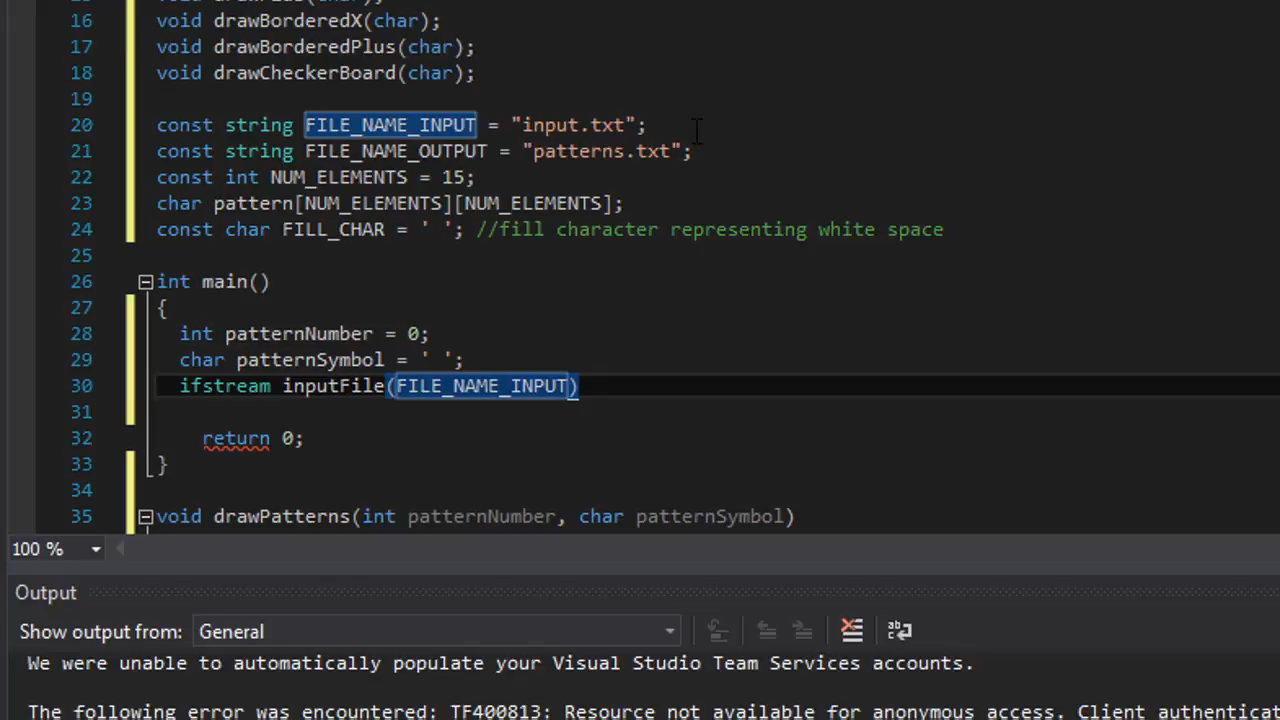 16 void drawBorderedX(char);
17 void drawBorderedPlus(char);
18 void drawCheckerBoard(char);
19
20 const string FILE_NAME_INPUT = "input.txt";
21 const string FILE_NAME_OUTPUT = "patterns.txt";
22 const int NUM_ELEMENTS = 15;
23 char pattern[NUM_ELEMENTS][NUM_ELEMENTS];
24 const char FILL_CHAR = ' '; //fill character representing white space
25
26 int main()
27 {
28 int patternNumber = 0;
29 char patternSymbol = ' ';
30 ifstream inputFile(FILE_NAME_INPUT)
31
32 return 0;
33 }
34
35 void drawPatterns(int patternNumber, char patternSymbol)
100 %
Output
Show output from: General
We were unable to automatically populate your Visual Studio Team Services accounts.
The following error was encountered: TF400813: Resource not available for anonymous access. Client authenticat